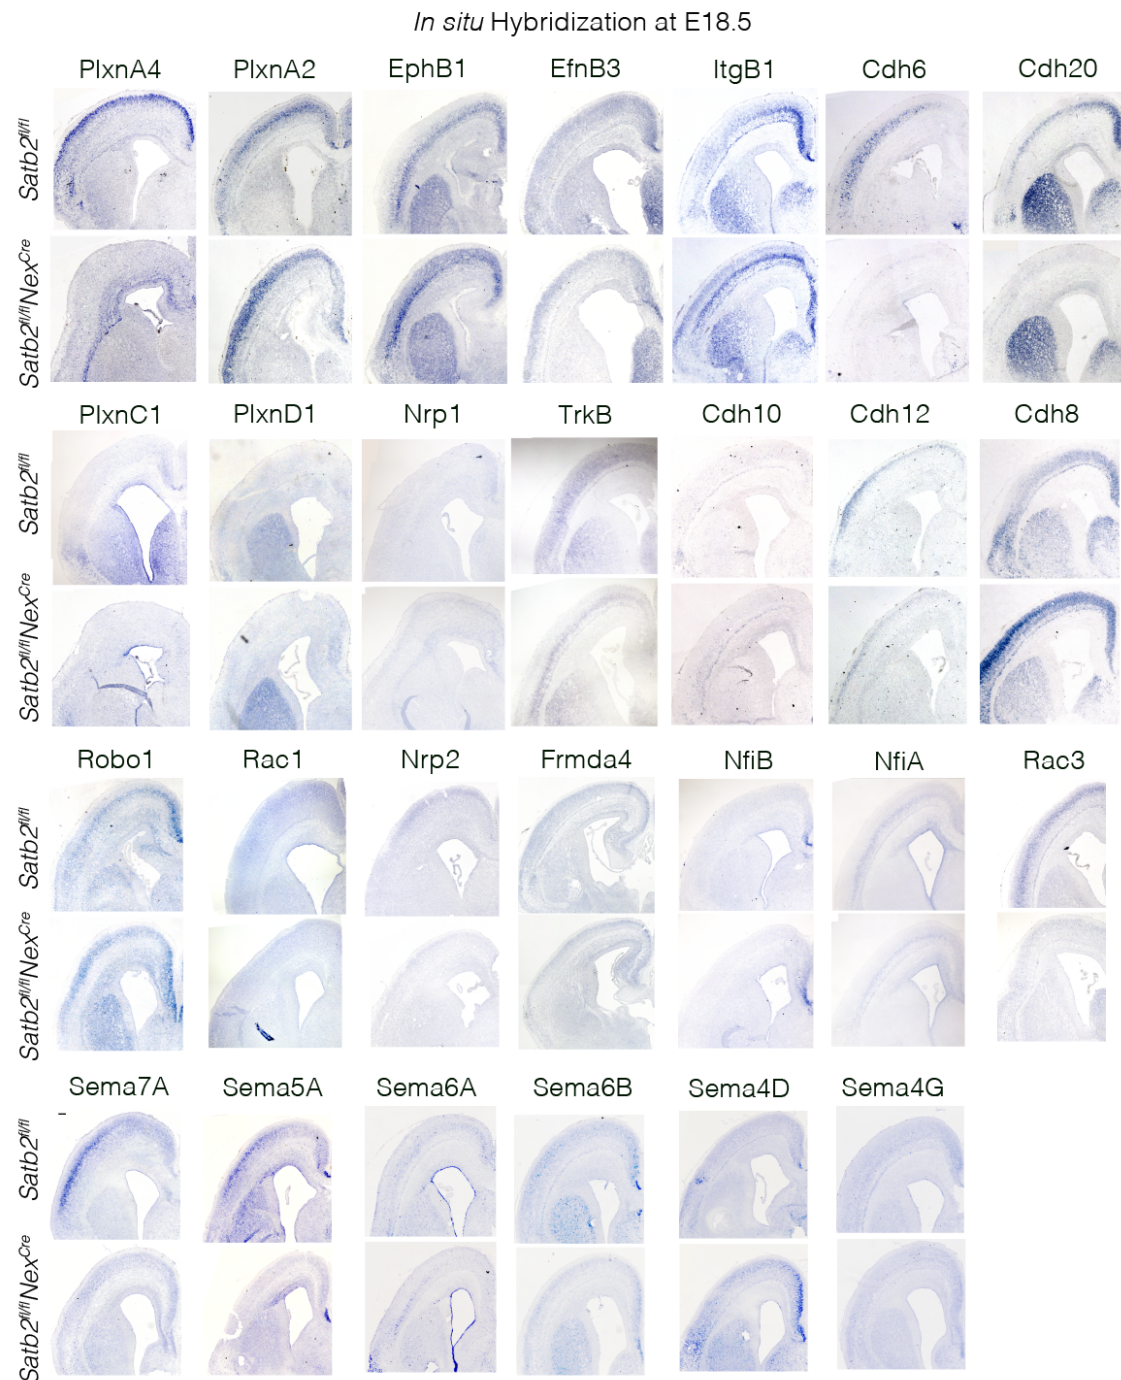 In situ Hybridization at E18.5
PlxnA4 PlxnA2 EphB1 EfnB3 ItgB1 Cdh6 Cdh20
Satb2fl/fl
Satb2fl/flNexCre
PlxnC1 PlxnD1 Nrp1 TrkB Cdh10 Cdh12 Cdh8
Satb2fl/fl
Satb2fl/flNexCre
Robo1 Rac1 Nrp2 Frmda4 NfiB NfiA Rac3
Satb2fl/fl
Satb2fl/flNexCre
Sema7A Sema5A Sema6A Sema6B Sema4D Sema4G
Satb2fl/fl
Satb2fl/flNexCre